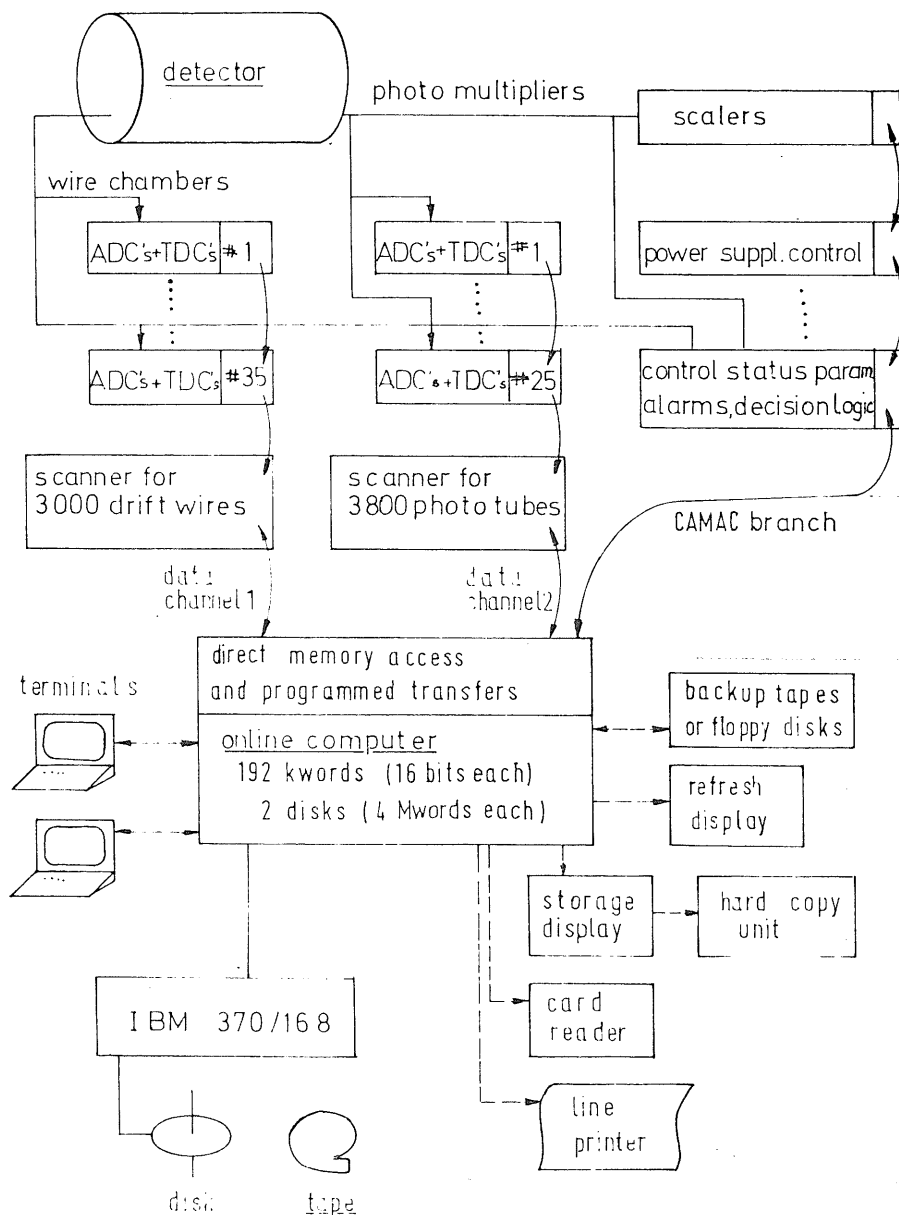 detector
photo multipliers
scalers
wire chambers
ADC's+TDC's #1
ADC's+TDC's #1
power suppl. control
ADC's+TDC's #35
ADC's+TDC's #25
control status param.
alarms, decision logic
scanner for
3000 drift wires
scanner for
3800 photo tubes
CAMAC branch
data
channel 1
data
channel 2
direct memory access
and programmed transfers
terminals
online computer
192 kwords (16 bits each)
2 disks (4 Mwords each)
backup tapes
or floppy disks
refresh
display
storage
display
hard copy
unit
IBM 370/168
card
reader
line
printer
disk
tape